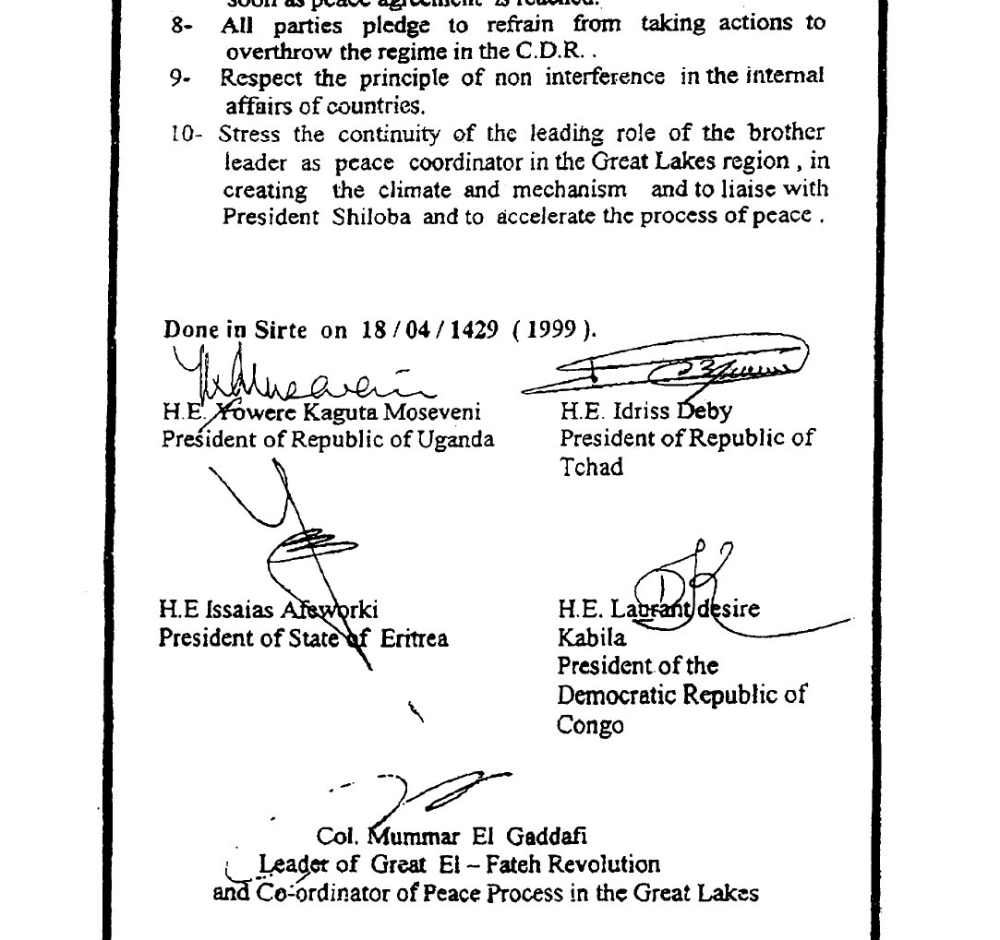 soon as peace agreement is reached.
8- All parties pledge to refrain from taking actions to
overthrow the regime in the C.D.R. .
9- Respect the principle of non interference in the internal
affairs of countries.
10- Stress the continuity of the leading role of the brother
leader as peace coordinator in the Great Lakes region , in
creating the climate and mechanism and to liaise with
President Shiloba and to accelerate the process of peace .
Done in Sirte on 18 / 04 / 1429 ( 1999 ).
H.E. Yowere Kaguta Moseveni
President of Republic of Uganda
H.E. Idriss Deby
President of Republic of
Tchad
H.E Issaias Afeworki
President of State of Eritrea
H.E. Laurant desire
Kabila
President of the
Democratic Republic of
Congo
Col. Mummar El Gaddafi
Leader of Great El – Fateh Revolution
and Co-ordinator of Peace Process in the Great Lakes